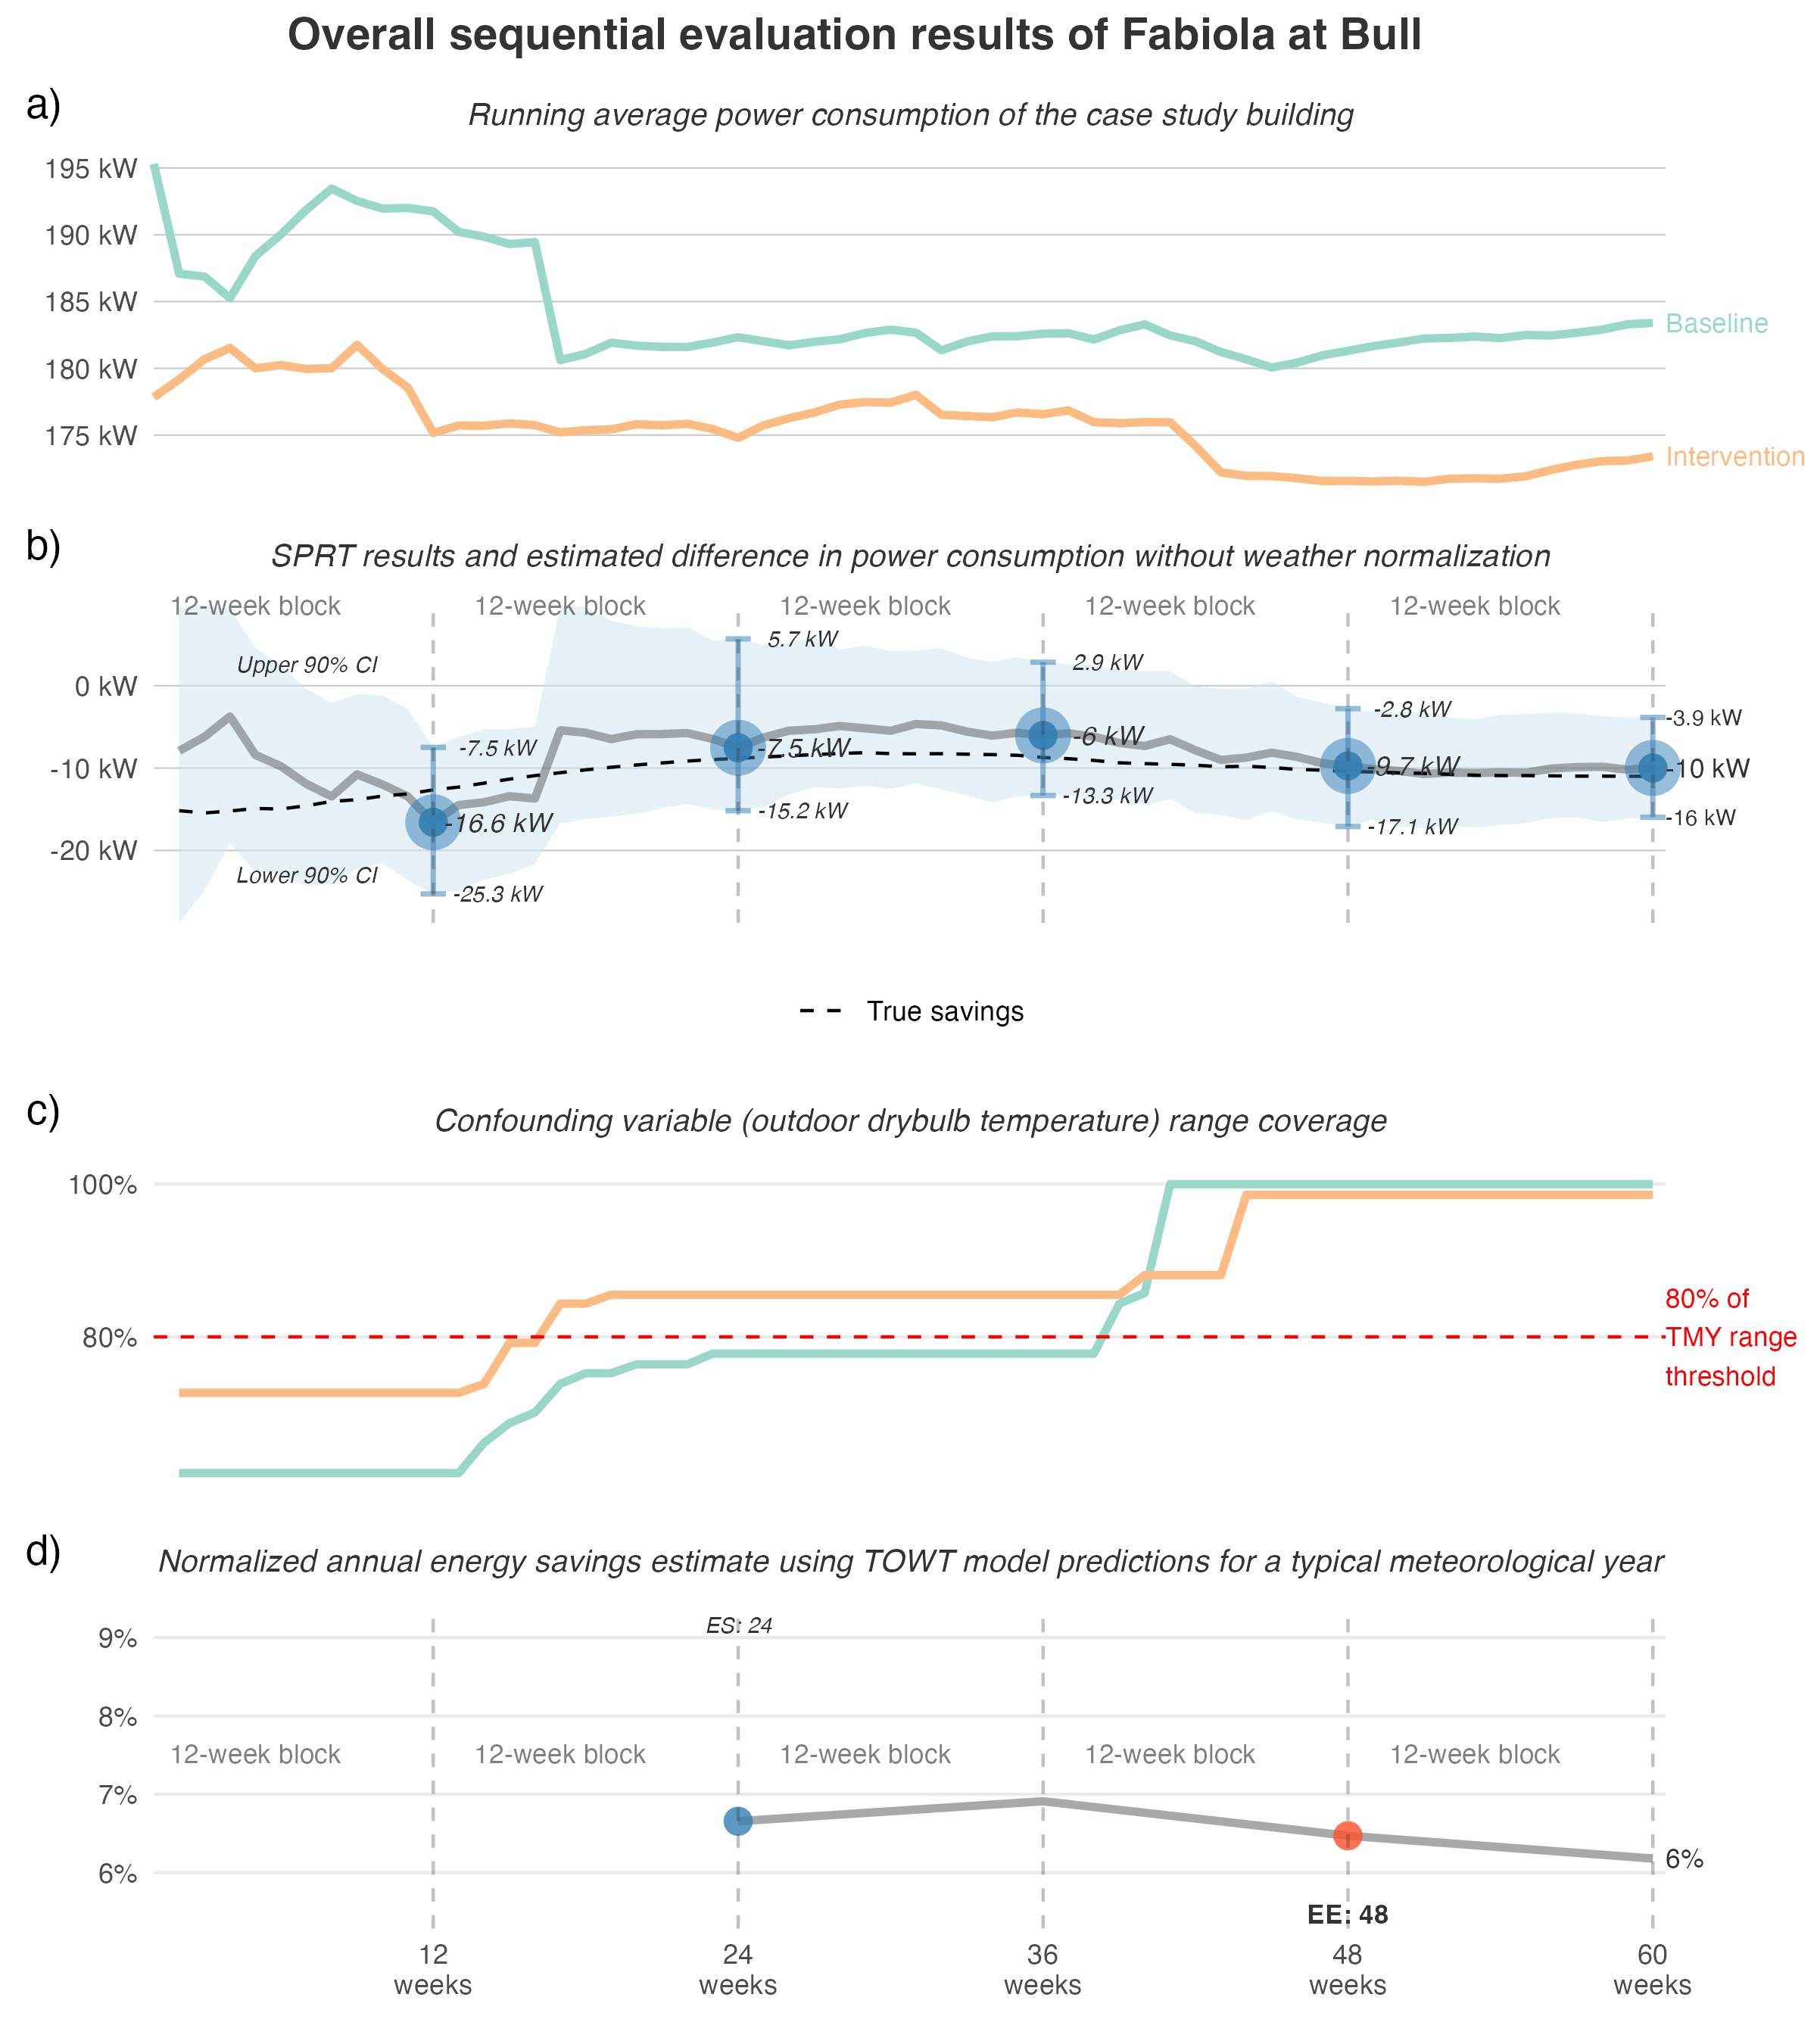 Overall sequential evaluation results of Fabiola at Bull
a)
Running average power consumption of the case study building
195 kW
190 kW
185 kW
180 kW
175 kW
Baseline
Intervention
b)
SPRT results and estimated difference in power consumption without weather normalization
12-week block 12-week block 12-week block 12-week block 12-week block
Upper 90% CI
Lower 90% CI
0 kW
-10 kW
-20 kW
-7.5 kW
-16.6 kW
-25.3 kW
5.7 kW
-7.5 kW
-15.2 kW
2.9 kW
-6 kW
-13.3 kW
-2.8 kW
-9.7 kW
-17.1 kW
-3.9 kW
-10 kW
-16 kW
True savings
c)
Confounding variable (outdoor drybulb temperature) range coverage
100%
80%
80% of
TMY range
threshold
d)
Normalized annual energy savings estimate using TOWT model predictions for a typical meteorological year
ES: 24
9%
8%
12-week block 12-week block 12-week block 12-week block 12-week block
7%
6%
6%
EE: 48
12 weeks
24 weeks
36 weeks
48 weeks
60 weeks